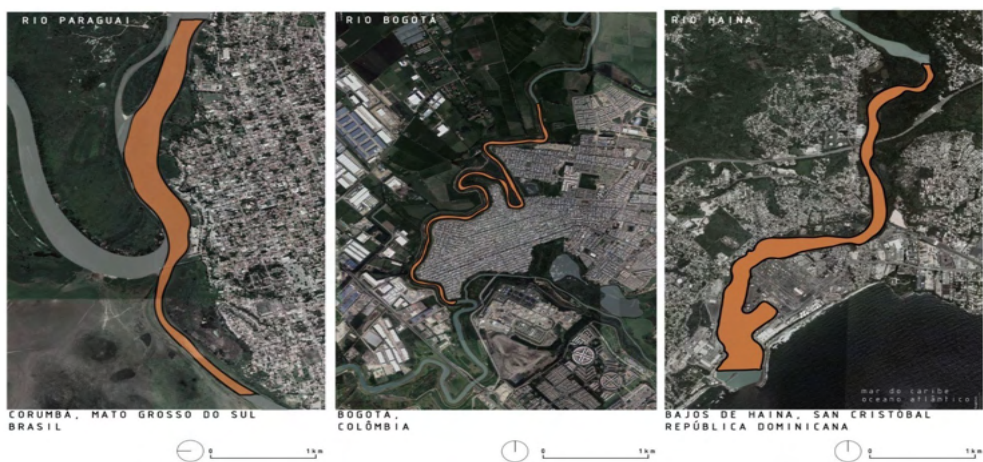 RIO PARAGUAI
CORUMBÁ, MATO GROSSO DO SUL
BRASIL
0 1km
RIO BOGOTÁ
BOGOTÁ,
COLÔMBIA
0 1km
RIO HAINA
mar do caribe
oceano atlântico
BAJOS DE HAINA, SAN CRISTÓBAL
REPÚBLICA DOMINICANA
0 1km